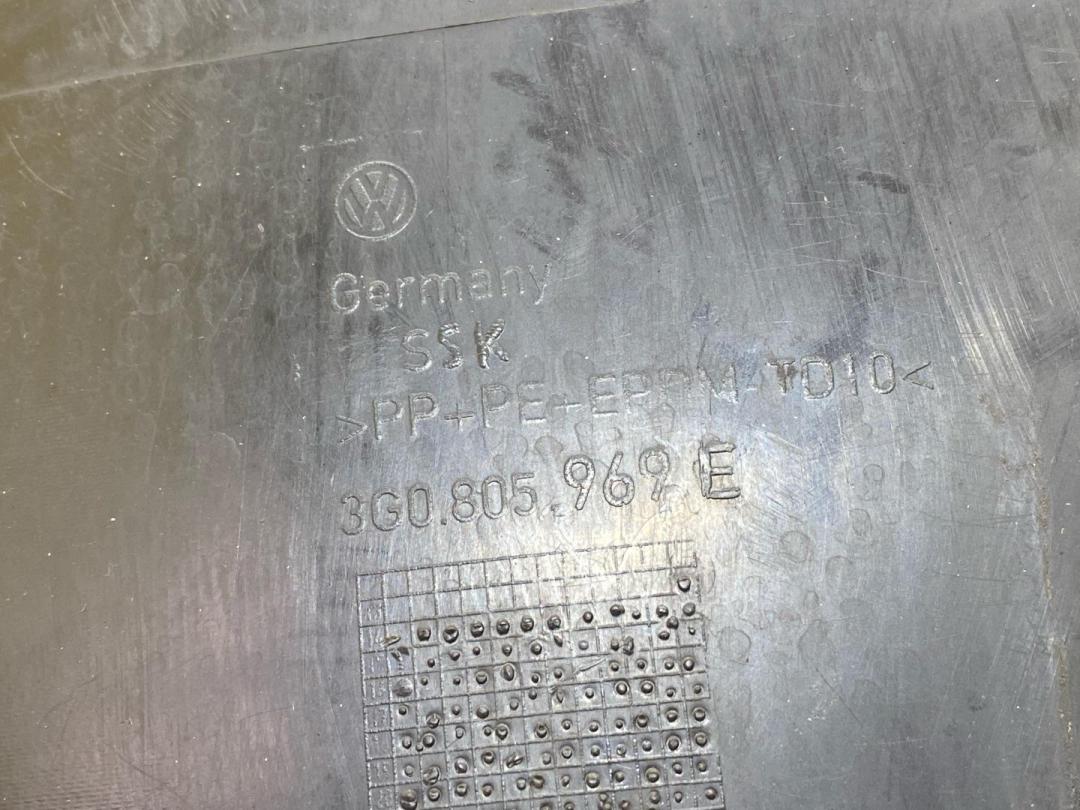 Germany
SSK
>PP+PE+EPDM-TD10<
3G0.805.969 E